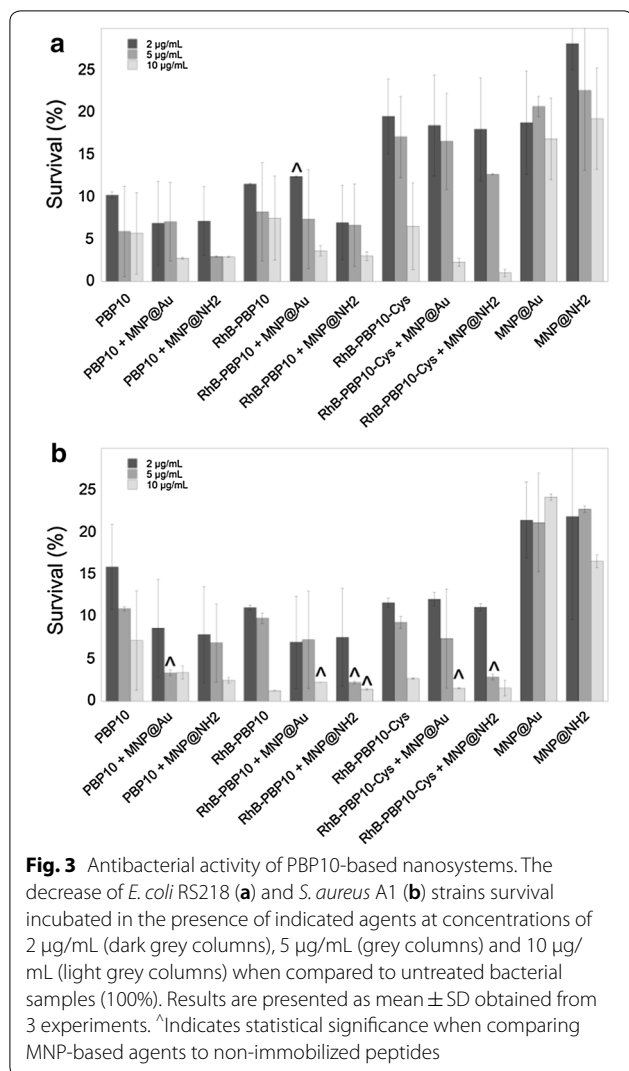 a
2 µg/mL
5 µg/mL
10 µg/mL
Survival (%)
25
20
15
10
5
0
^
PBP10
PBP10 + MNP@Au
PBP10 + MNP@NH2
RhB-PBP10
RhB-PBP10 + MNP@Au
RhB-PBP10 + MNP@NH2
RhB-PBP10-Cys
RhB-PBP10-Cys + MNP@Au
RhB-PBP10-Cys + MNP@NH2
MNP@Au
MNP@NH2
b
2 µg/mL
5 µg/mL
10 µg/mL
Survival (%)
25
20
15
10
5
0
^ ^ ^ ^ ^ ^
PBP10
PBP10 + MNP@Au
PBP10 + MNP@NH2
RhB-PBP10
RhB-PBP10 + MNP@Au
RhB-PBP10 + MNP@NH2
RhB-PBP10-Cys
RhB-PBP10-Cys + MNP@Au
RhB-PBP10-Cys + MNP@NH2
MNP@Au
MNP@NH2
Fig. 3 Antibacterial activity of PBP10-based nanosystems. The
decrease of E. coli RS218 (a) and S. aureus A1 (b) strains survival
incubated in the presence of indicated agents at concentrations of
2 µg/mL (dark grey columns), 5 µg/mL (grey columns) and 10 µg/
mL (light grey columns) when compared to untreated bacterial
samples (100%). Results are presented as mean ± SD obtained from
3 experiments. ^Indicates statistical significance when comparing
MNP-based agents to non-immobilized peptides